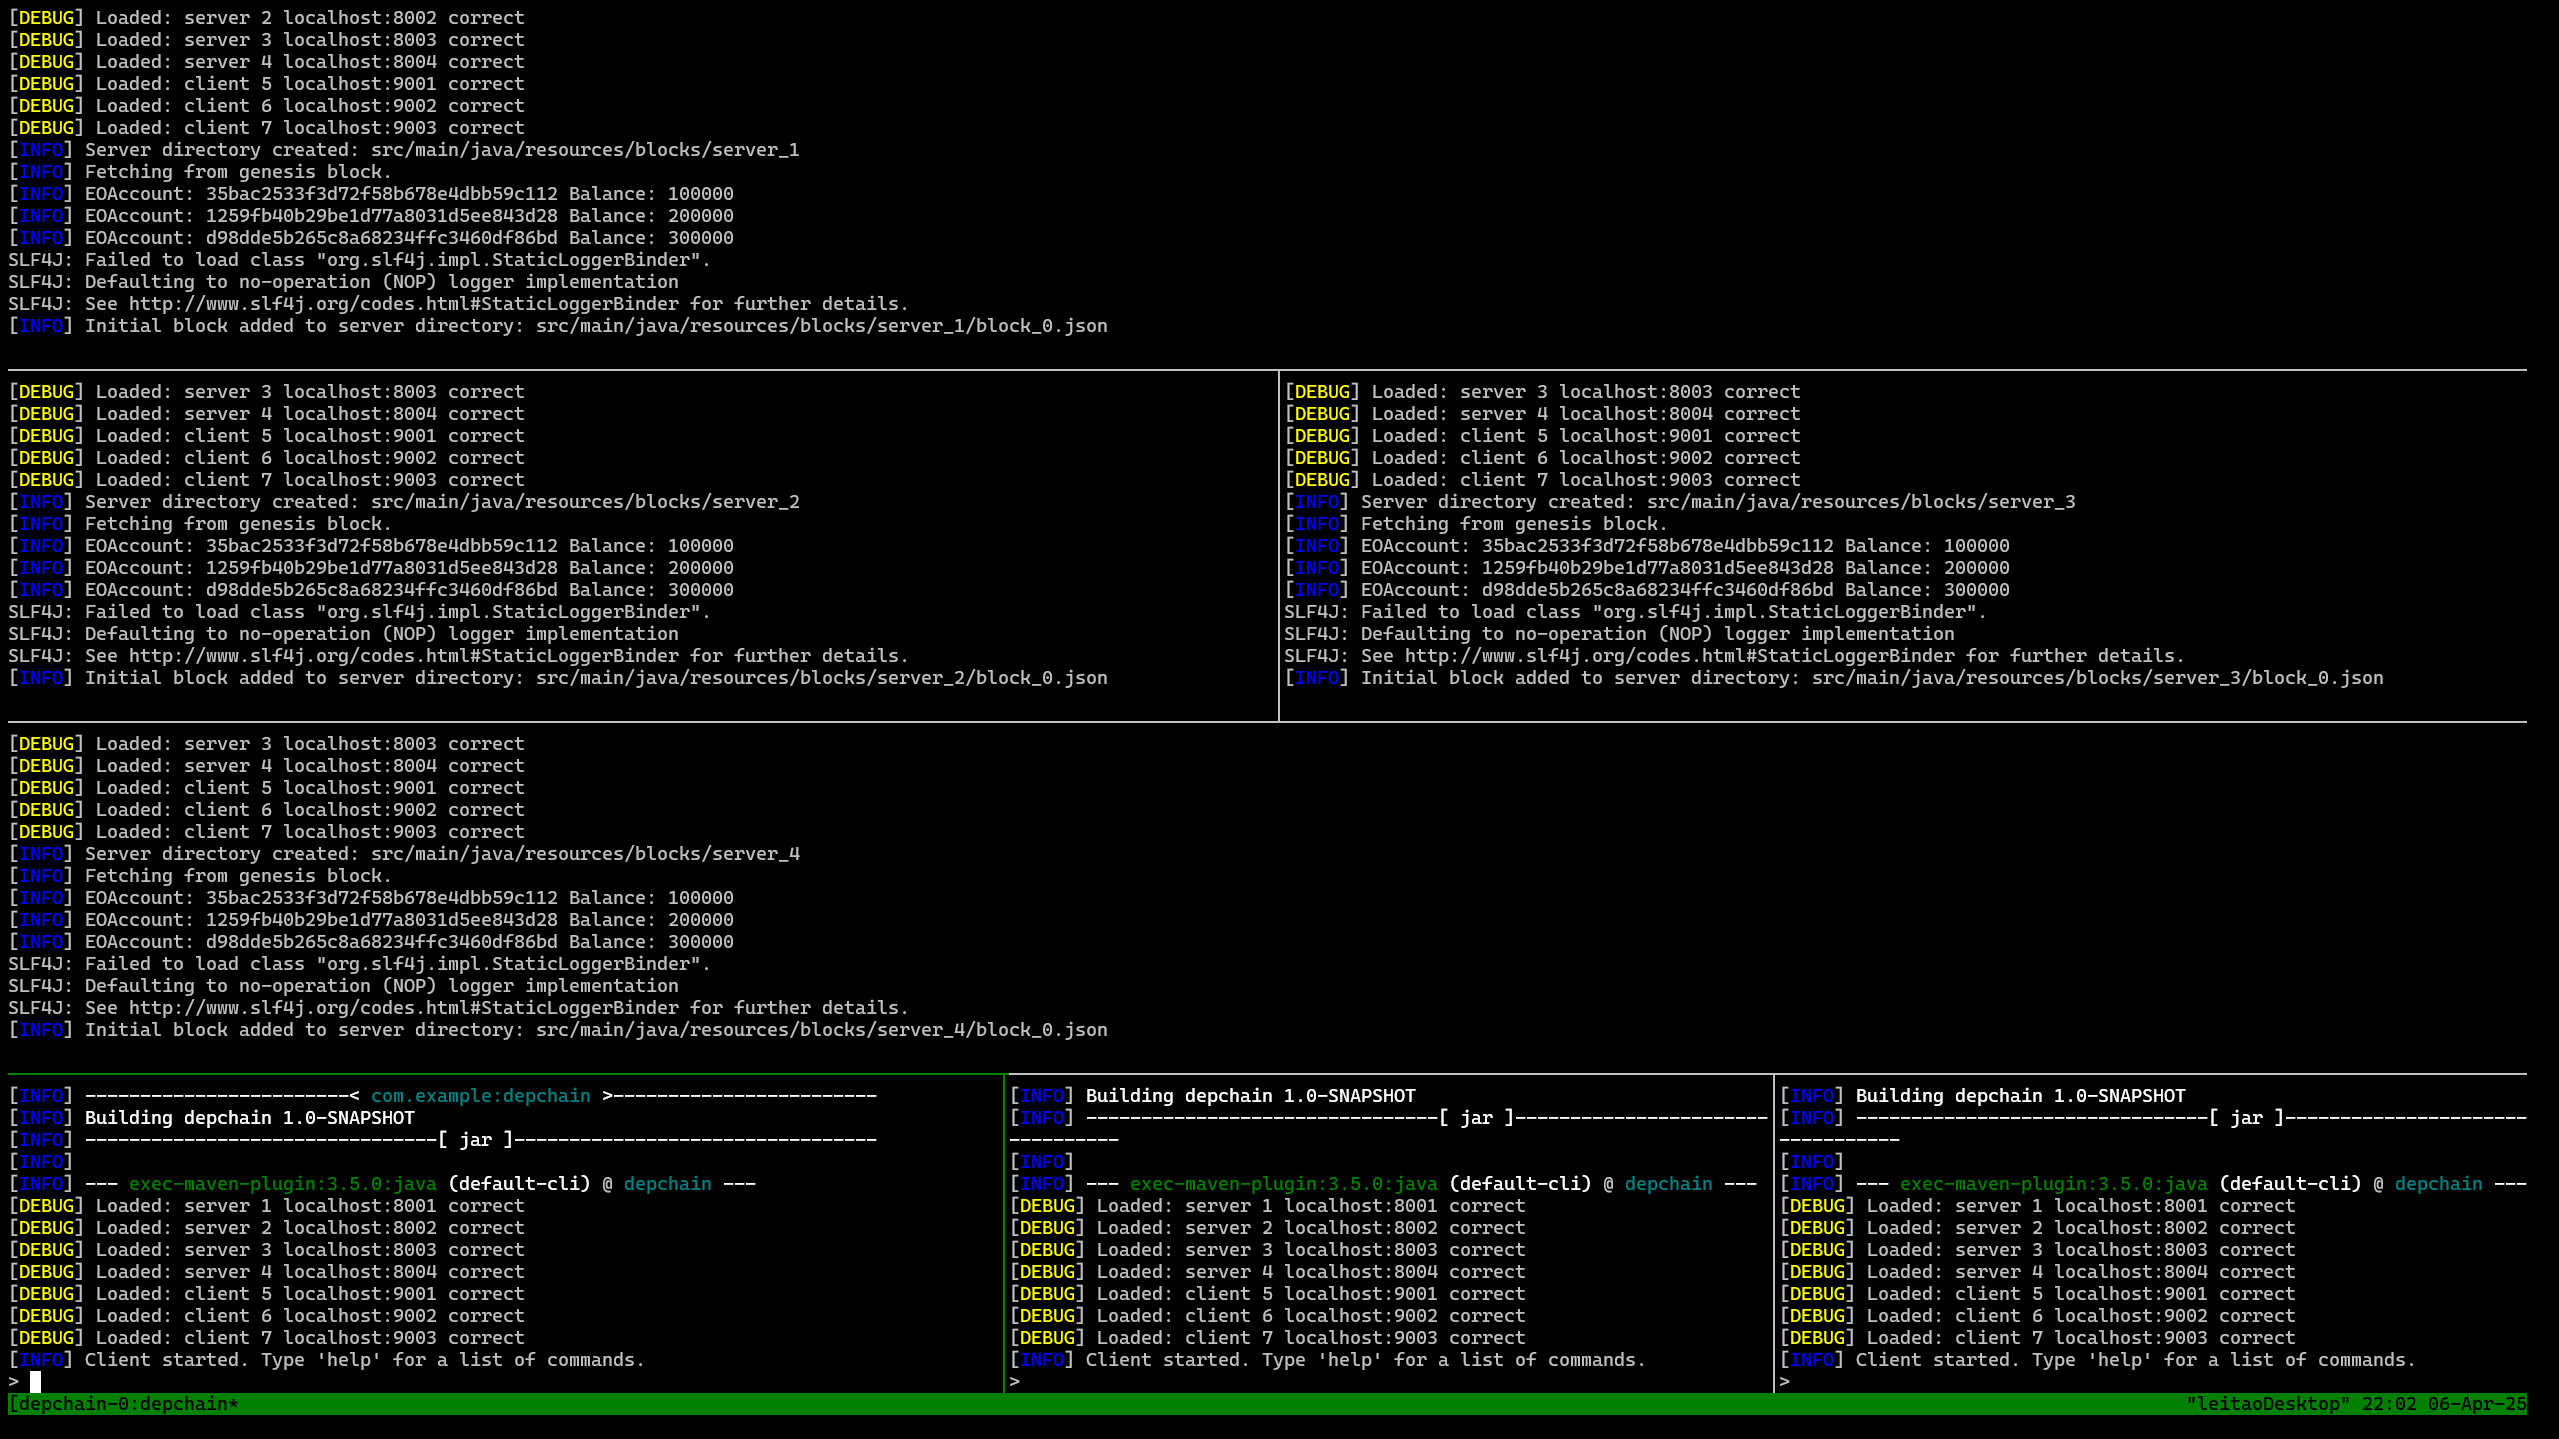 [DEBUG] Loaded: server 2 localhost:8002 correct
[DEBUG] Loaded: server 3 localhost:8003 correct
[DEBUG] Loaded: server 4 localhost:8004 correct
[DEBUG] Loaded: client 5 localhost:9001 correct
[DEBUG] Loaded: client 6 localhost:9002 correct
[DEBUG] Loaded: client 7 localhost:9003 correct
[INFO] Server directory created: src/main/java/resources/blocks/server_1
[INFO] Fetching from genesis block.
[INFO] EOAccount: 35bac2533f3d72f58b678e4dbb59c112 Balance: 100000
[INFO] EOAccount: 1259fb40b29be1d77a8031d5ee843d28 Balance: 200000
[INFO] EOAccount: d98dde5b265c8a68234ffc3460df86bd Balance: 300000
SLF4J: Failed to load class "org.slf4j.impl.StaticLoggerBinder".
SLF4J: Defaulting to no-operation (NOP) logger implementation
SLF4J: See http://www.slf4j.org/codes.html#StaticLoggerBinder for further details.
[INFO] Initial block added to server directory: src/main/java/resources/blocks/server_1/block_0.json
[DEBUG] Loaded: server 3 localhost:8003 correct
[DEBUG] Loaded: server 4 localhost:8004 correct
[DEBUG] Loaded: client 5 localhost:9001 correct
[DEBUG] Loaded: client 6 localhost:9002 correct
[DEBUG] Loaded: client 7 localhost:9003 correct
[INFO] Server directory created: src/main/java/resources/blocks/server_2
[INFO] Fetching from genesis block.
[INFO] EOAccount: 35bac2533f3d72f58b678e4dbb59c112 Balance: 100000
[INFO] EOAccount: 1259fb40b29be1d77a8031d5ee843d28 Balance: 200000
[INFO] EOAccount: d98dde5b265c8a68234ffc3460df86bd Balance: 300000
SLF4J: Failed to load class "org.slf4j.impl.StaticLoggerBinder".
SLF4J: Defaulting to no-operation (NOP) logger implementation
SLF4J: See http://www.slf4j.org/codes.html#StaticLoggerBinder for further details.
[INFO] Initial block added to server directory: src/main/java/resources/blocks/server_2/block_0.json
[DEBUG] Loaded: server 3 localhost:8003 correct
[DEBUG] Loaded: server 4 localhost:8004 correct
[DEBUG] Loaded: client 5 localhost:9001 correct
[DEBUG] Loaded: client 6 localhost:9002 correct
[DEBUG] Loaded: client 7 localhost:9003 correct
[INFO] Server directory created: src/main/java/resources/blocks/server_3
[INFO] Fetching from genesis block.
[INFO] EOAccount: 35bac2533f3d72f58b678e4dbb59c112 Balance: 100000
[INFO] EOAccount: 1259fb40b29be1d77a8031d5ee843d28 Balance: 200000
[INFO] EOAccount: d98dde5b265c8a68234ffc3460df86bd Balance: 300000
SLF4J: Failed to load class "org.slf4j.impl.StaticLoggerBinder".
SLF4J: Defaulting to no-operation (NOP) logger implementation
SLF4J: See http://www.slf4j.org/codes.html#StaticLoggerBinder for further details.
[INFO] Initial block added to server directory: src/main/java/resources/blocks/server_3/block_0.json
[DEBUG] Loaded: server 3 localhost:8003 correct
[DEBUG] Loaded: server 4 localhost:8004 correct
[DEBUG] Loaded: client 5 localhost:9001 correct
[DEBUG] Loaded: client 6 localhost:9002 correct
[DEBUG] Loaded: client 7 localhost:9003 correct
[INFO] Server directory created: src/main/java/resources/blocks/server_4
[INFO] Fetching from genesis block.
[INFO] EOAccount: 35bac2533f3d72f58b678e4dbb59c112 Balance: 100000
[INFO] EOAccount: 1259fb40b29be1d77a8031d5ee843d28 Balance: 200000
[INFO] EOAccount: d98dde5b265c8a68234ffc3460df86bd Balance: 300000
SLF4J: Failed to load class "org.slf4j.impl.StaticLoggerBinder".
SLF4J: Defaulting to no-operation (NOP) logger implementation
SLF4J: See http://www.slf4j.org/codes.html#StaticLoggerBinder for further details.
[INFO] Initial block added to server directory: src/main/java/resources/blocks/server_4/block_0.json
[INFO] ------------------------< com.example:depchain >------------------------
[INFO] Building depchain 1.0-SNAPSHOT
[INFO] --------------------------------[ jar ]---------------------------------
[INFO]
[INFO] --- exec-maven-plugin:3.5.0:java (default-cli) @ depchain ---
[DEBUG] Loaded: server 1 localhost:8001 correct
[DEBUG] Loaded: server 2 localhost:8002 correct
[DEBUG] Loaded: server 3 localhost:8003 correct
[DEBUG] Loaded: server 4 localhost:8004 correct
[DEBUG] Loaded: client 5 localhost:9001 correct
[DEBUG] Loaded: client 6 localhost:9002 correct
[DEBUG] Loaded: client 7 localhost:9003 correct
[INFO] Client started. Type 'help' for a list of commands.
>
[INFO] Building depchain 1.0-SNAPSHOT
[INFO] --------------------------------[ jar ]-----------------------
----------
[INFO]
[INFO] --- exec-maven-plugin:3.5.0:java (default-cli) @ depchain ---
[DEBUG] Loaded: server 1 localhost:8001 correct
[DEBUG] Loaded: server 2 localhost:8002 correct
[DEBUG] Loaded: server 3 localhost:8003 correct
[DEBUG] Loaded: server 4 localhost:8004 correct
[DEBUG] Loaded: client 5 localhost:9001 correct
[DEBUG] Loaded: client 6 localhost:9002 correct
[DEBUG] Loaded: client 7 localhost:9003 correct
[INFO] Client started. Type 'help' for a list of commands.
>
[INFO] Building depchain 1.0-SNAPSHOT
[INFO] --------------------------------[ jar ]----------------------
-----------
[INFO]
[INFO] --- exec-maven-plugin:3.5.0:java (default-cli) @ depchain ---
[DEBUG] Loaded: server 1 localhost:8001 correct
[DEBUG] Loaded: server 2 localhost:8002 correct
[DEBUG] Loaded: server 3 localhost:8003 correct
[DEBUG] Loaded: server 4 localhost:8004 correct
[DEBUG] Loaded: client 5 localhost:9001 correct
[DEBUG] Loaded: client 6 localhost:9002 correct
[DEBUG] Loaded: client 7 localhost:9003 correct
[INFO] Client started. Type 'help' for a list of commands.
>
[depchain-0:depchain* "leitaoDesktop" 22:02 06-Apr-25